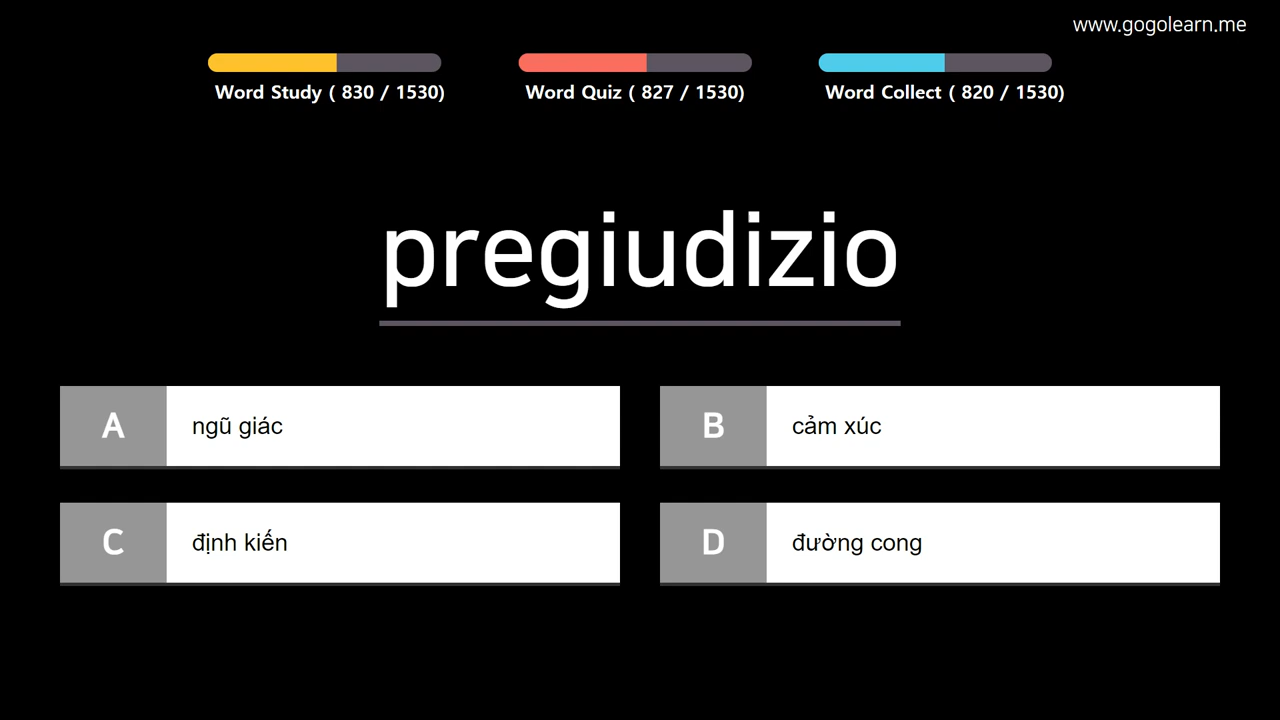 www.gogolearn.me
Word Study ( 830 / 1530)
Word Quiz ( 827 / 1530)
Word Collect ( 820 / 1530)
pregiudizio
A ngũ giác
B cảm xúc
C định kiến
D đường cong